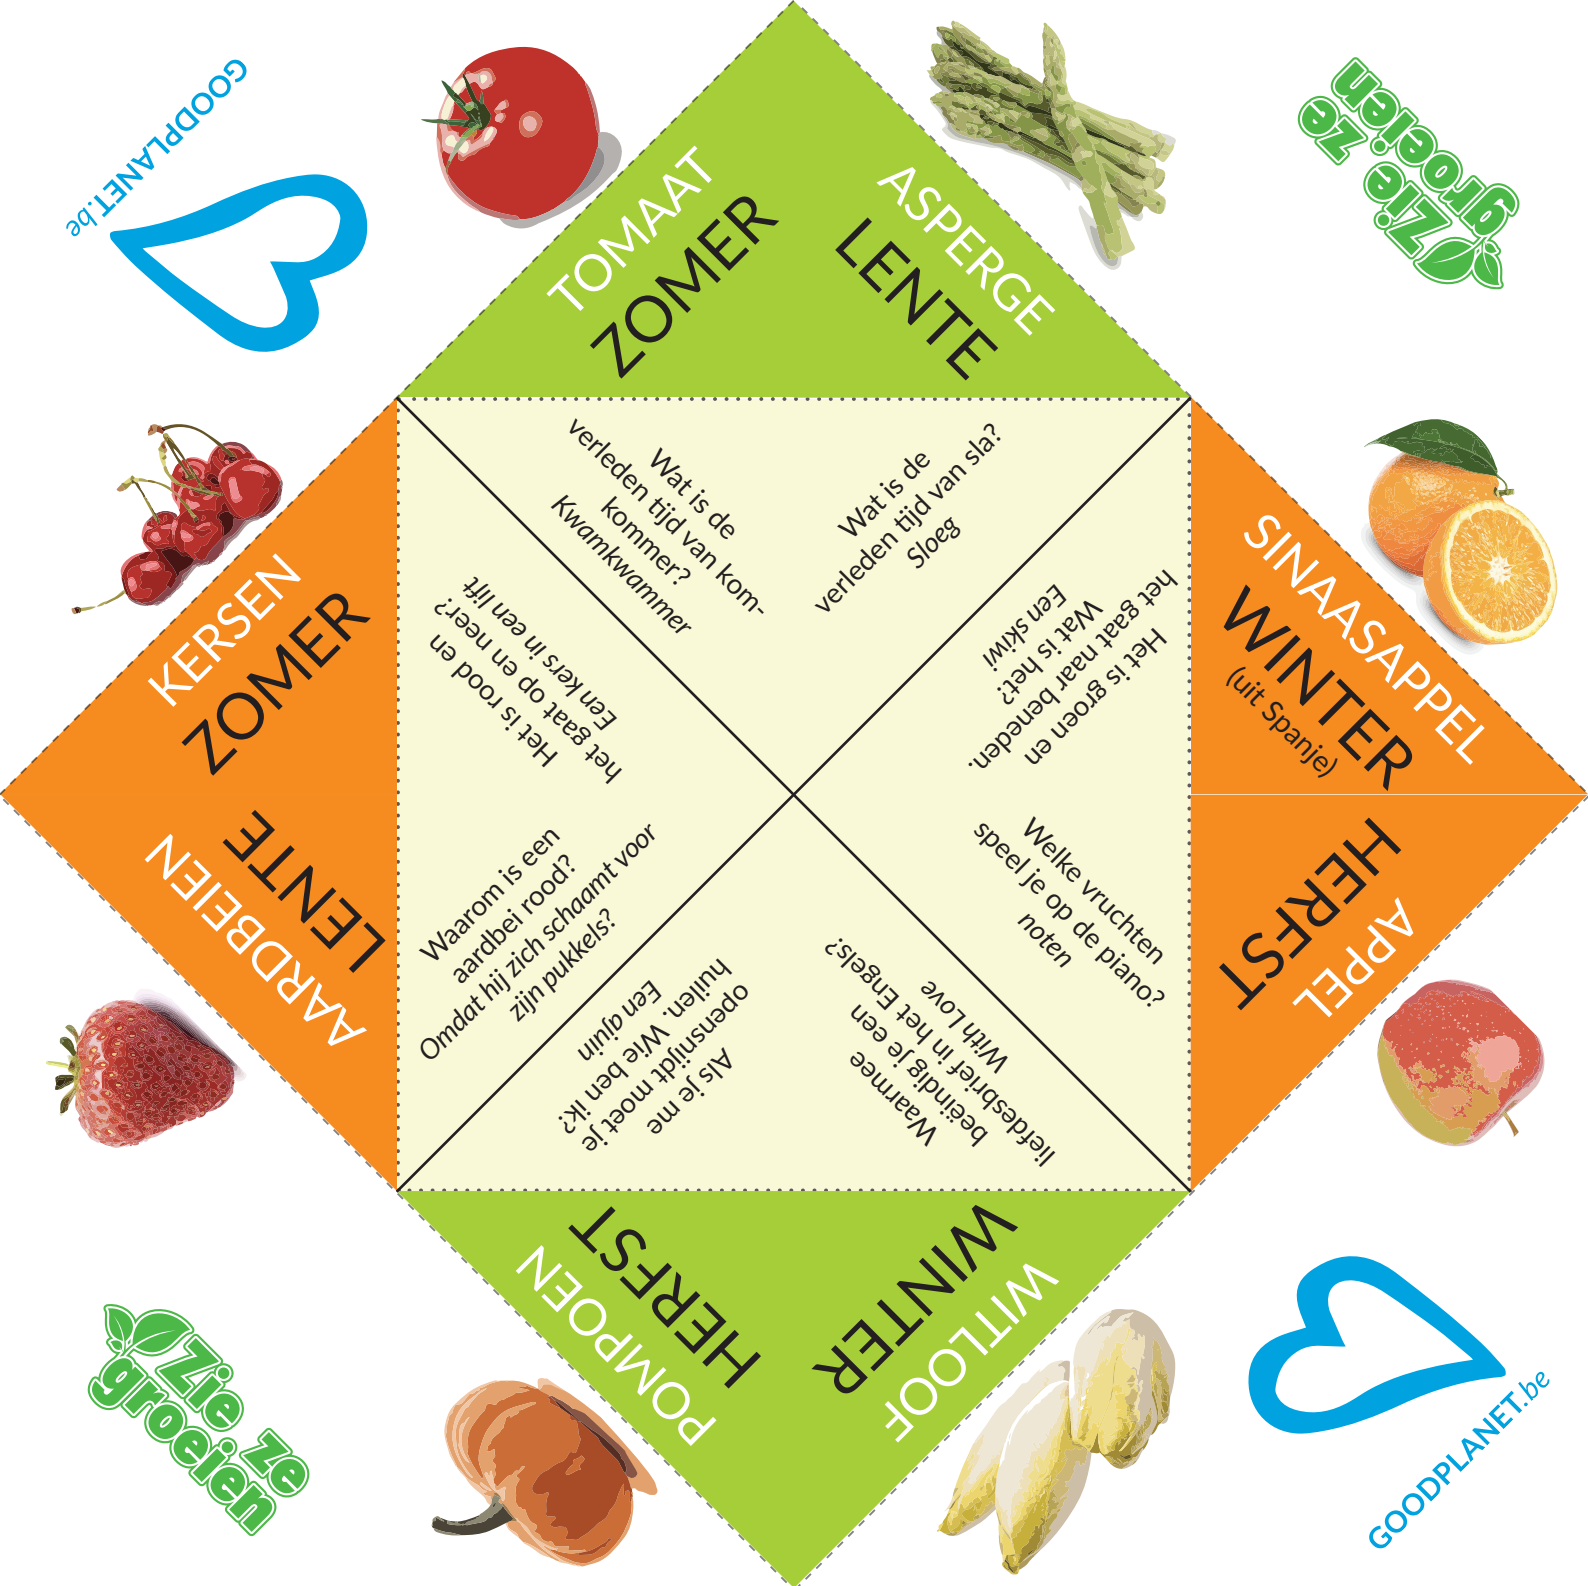 GOODPLANET.be
TOMAAT
ZOMER
ASPERGE
LENTE
Zie ze
groeien
KERSEN
ZOMER
Wat is de
verleden tijd van kom-
kommer?
Kwamkwammer
Wat is de
verleden tijd van sla?
Sloeg
SINAASAPPEL
WINTER
(uit Spanje)
Het is rood en
het gaat op en neer?
Een kers in een lift
Het is groen en
het gaat naar beneden.
Wat is het?
Een skiwi
AARDBEIEN
LENTE
Waarom is een
aardbei rood?
Omdat hij zich schaamt voor
zijn pukkels?
Welke vruchten
speel je op de piano?
noten
HERFST
APPEL
Als je me
opensnijdt moet je
huilen. Wie ben ik?
Een ajuin
Waarmee
beëindig je een
liefdesbrief in het Engels?
With Love
HERFST
POMPOEN
WINTER
WITLOOF
Zie ze
groeien
GOODPLANET.be